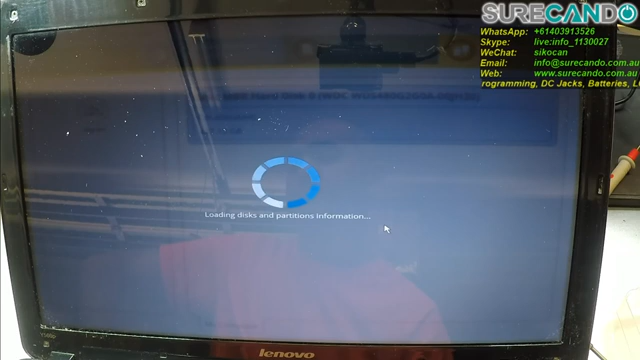 SURECANDO
WhatsApp: +61403913526
Skype: live:info_1130027
WeChat: sikocan
Email: info@surecando.com.au
Web: www.surecando.com.au
rogramming, DC Jacks, Batteries,
Loading disks and partitions information...
lenovo